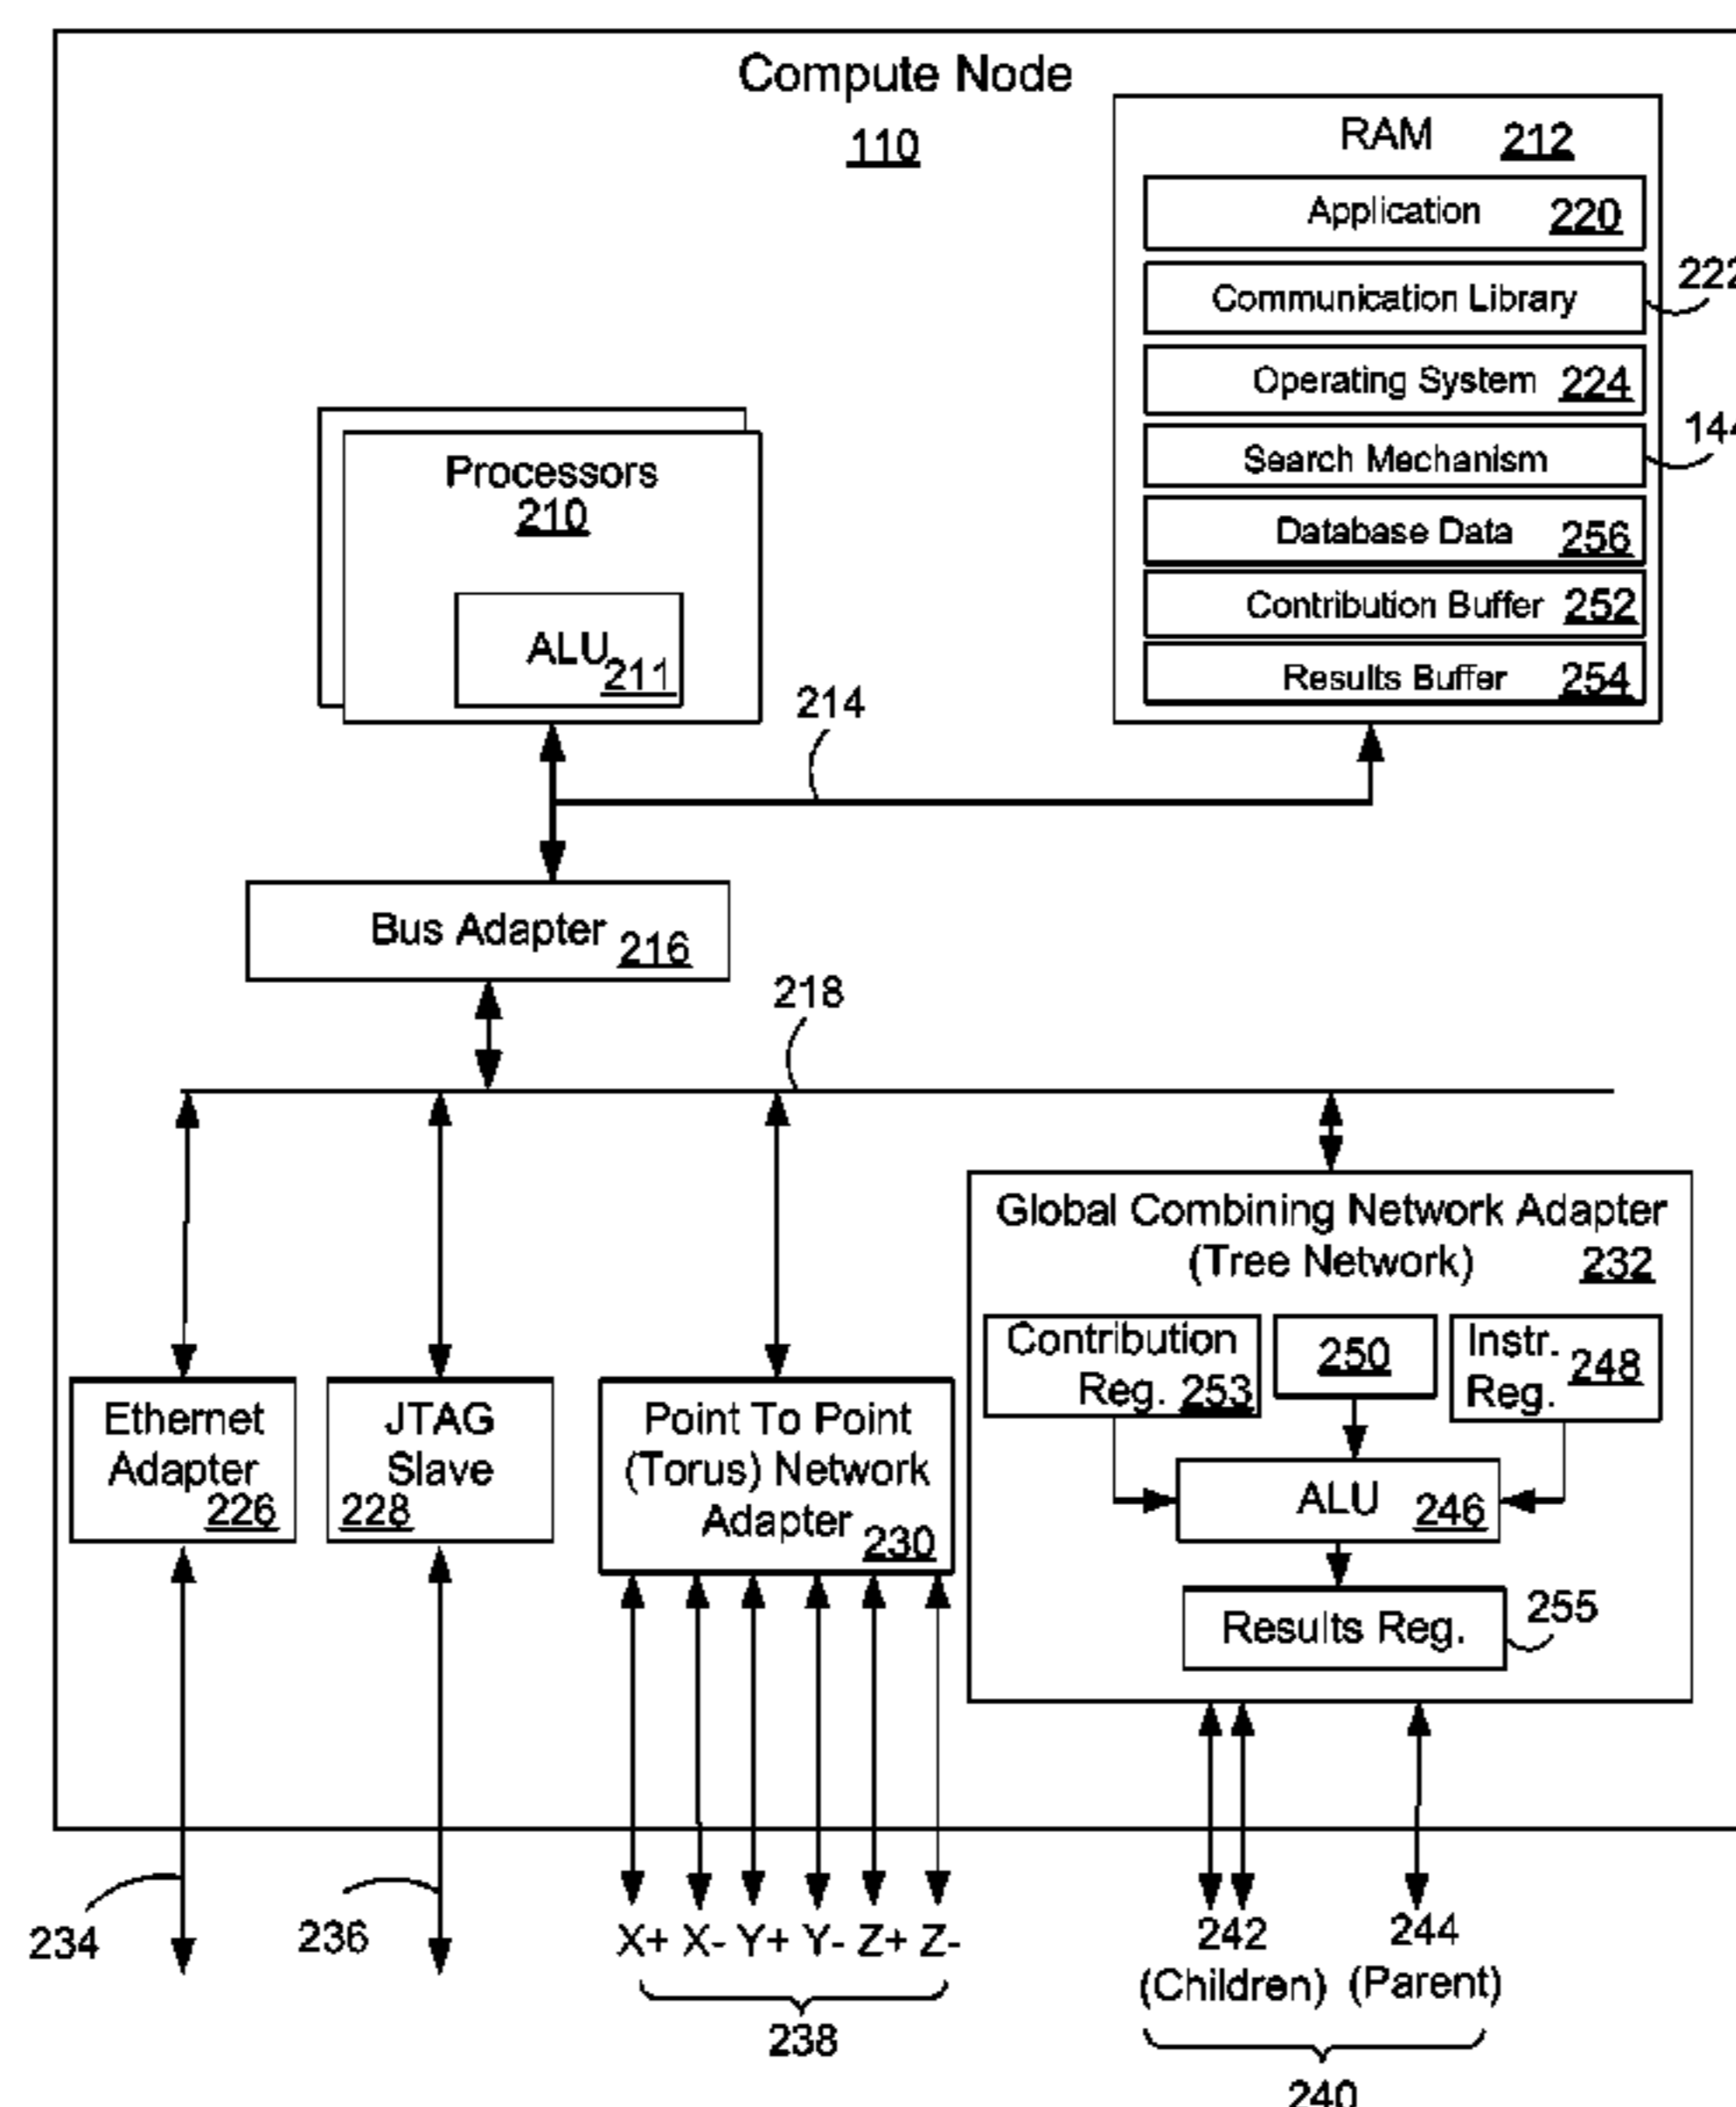 Compute Node
110
RAM 212
Application 220
Communication Library
222
Operating System 224
Search Mechanism
144
Database Data 256
Contribution Buffer 252
Results Buffer 254
Processors
210
ALU 211
214
Bus Adapter 216
218
Global Combining Network Adapter
(Tree Network) 232
Contribution
Reg. 253
250
Instr.
Reg. 248
ALU 246
Results Reg.
255
Ethernet
Adapter
226
JTAG
Slave
228
Point To Point
(Torus) Network
Adapter 230
234
236
X+ X- Y+ Y- Z+ Z-
238
242
(Children)
244
(Parent)
240